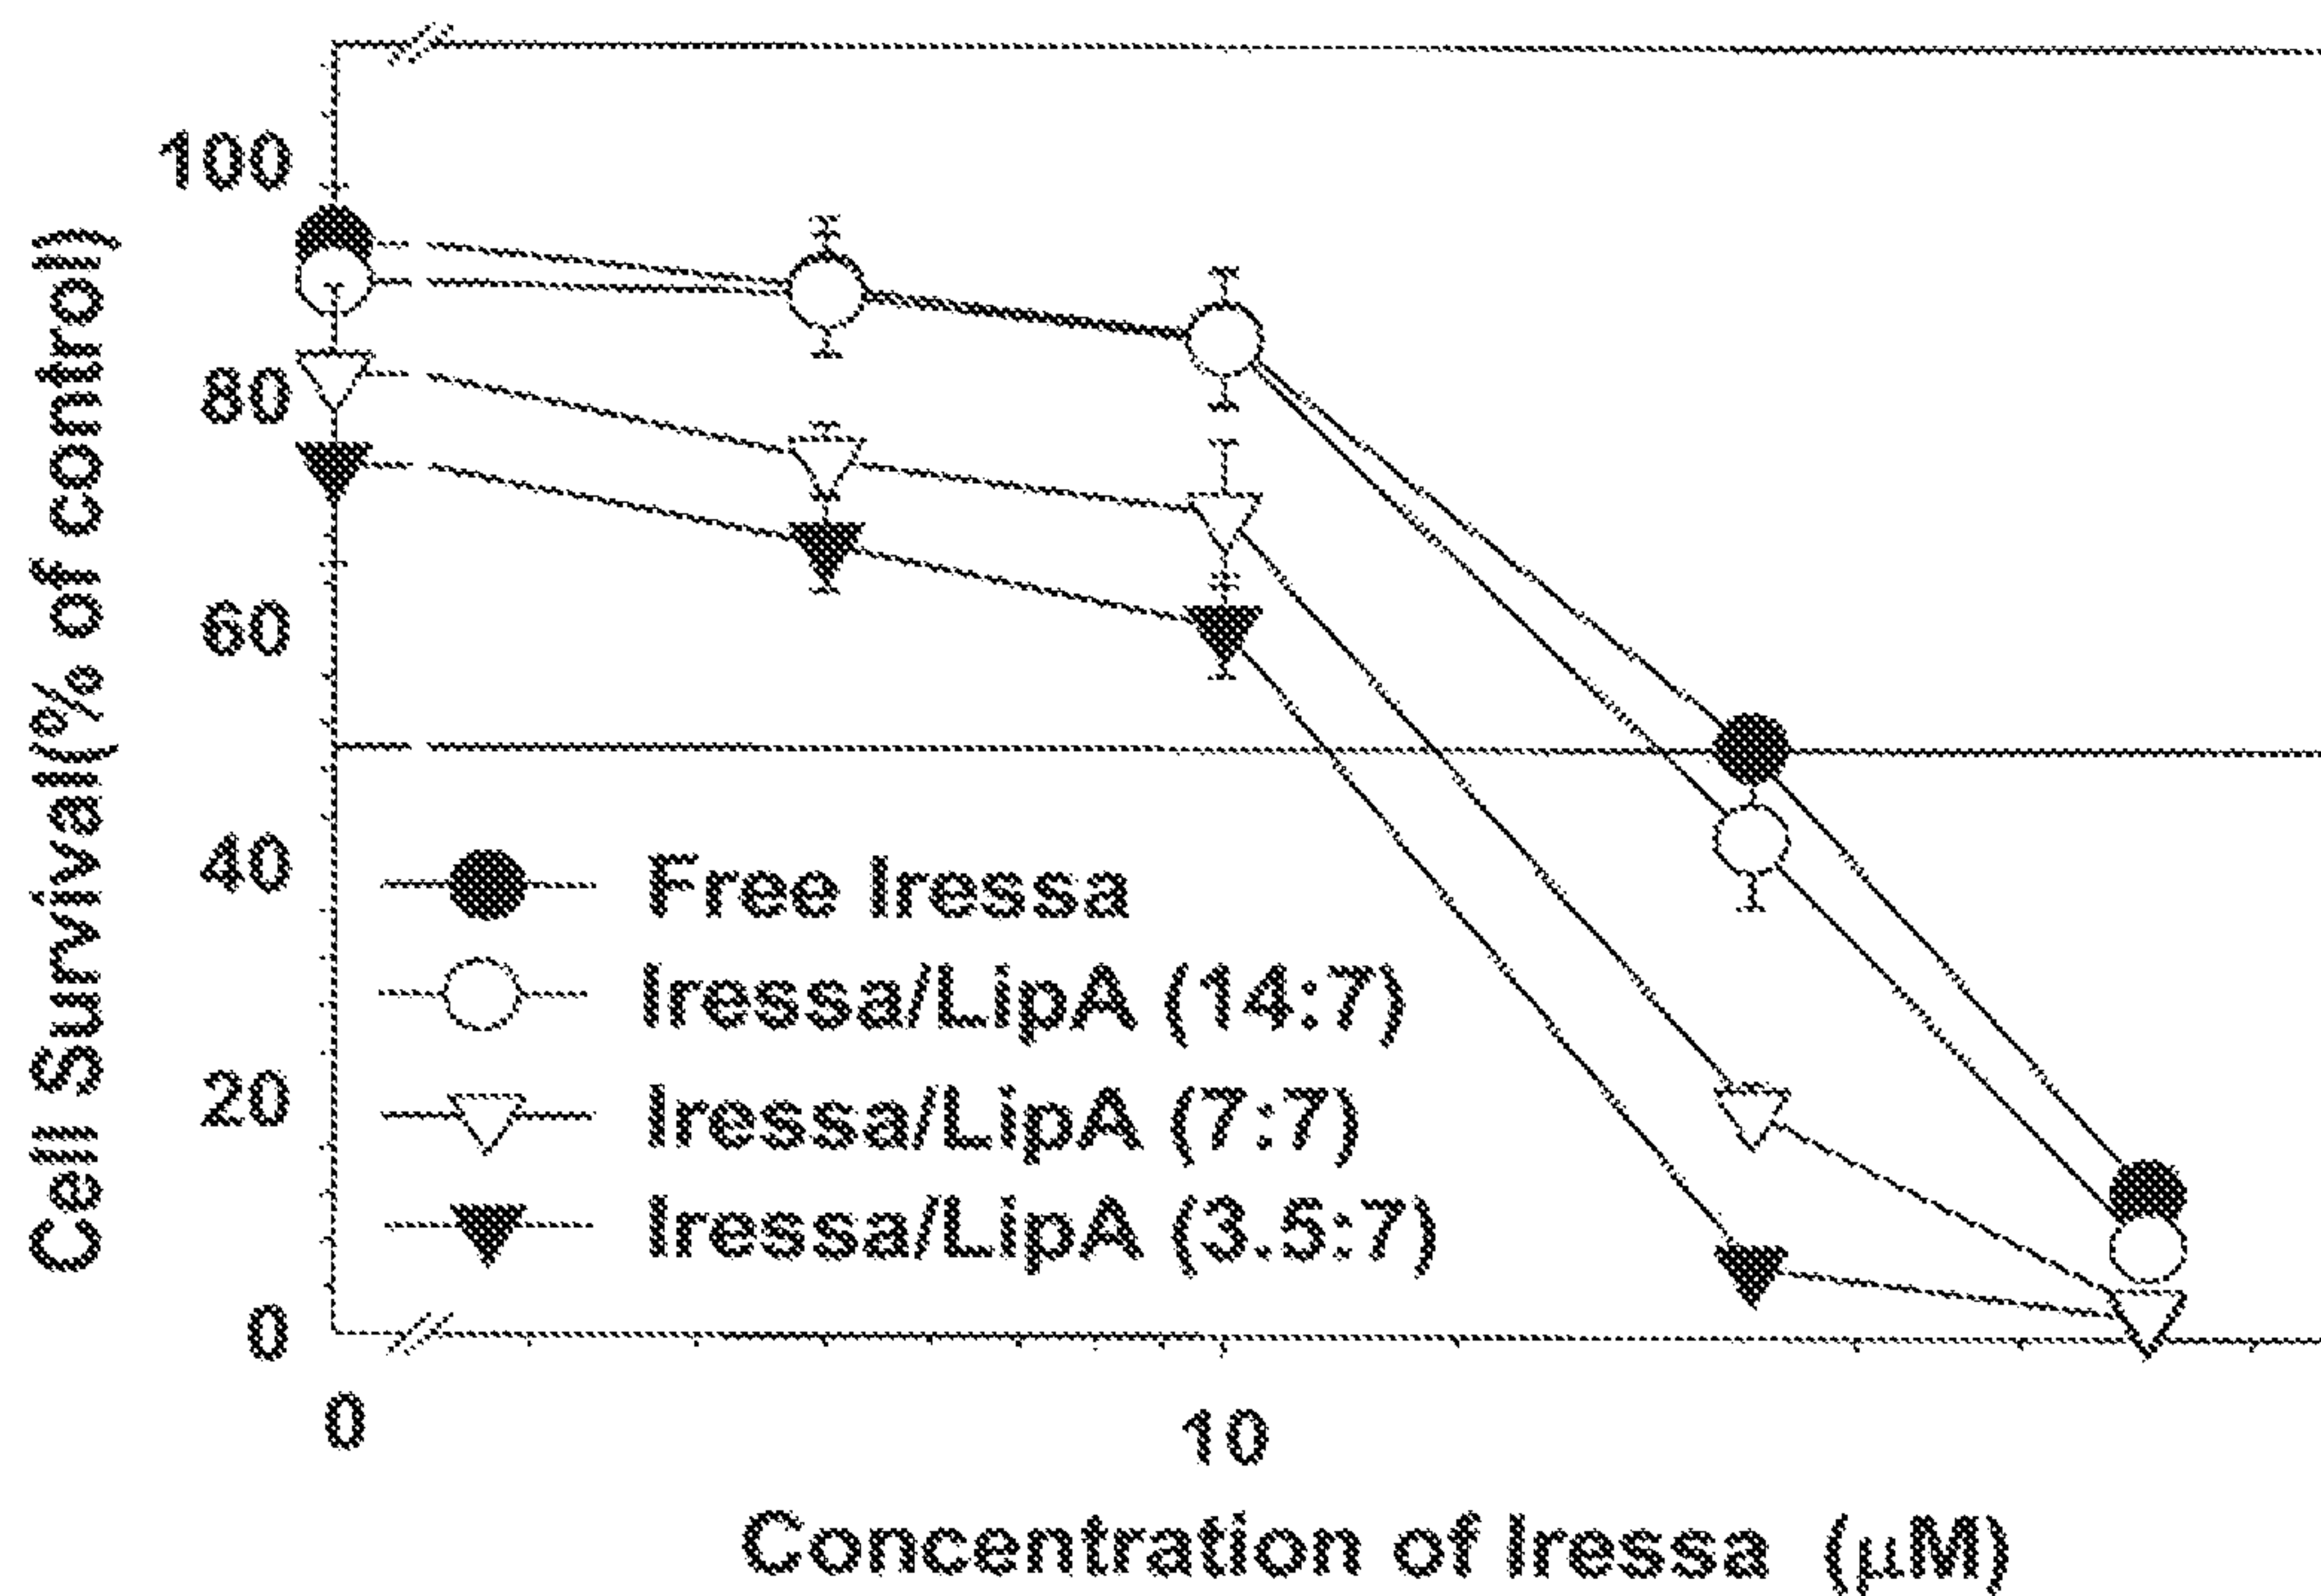 100
80
60
40
20
0
Cell Survival(% of control)
Free Iressa
Iressa/LipA (14:7)
Iressa/LipA (7:7)
Iressa/LipA (3.5:7)
0
10
Concentration of Iressa (μM)